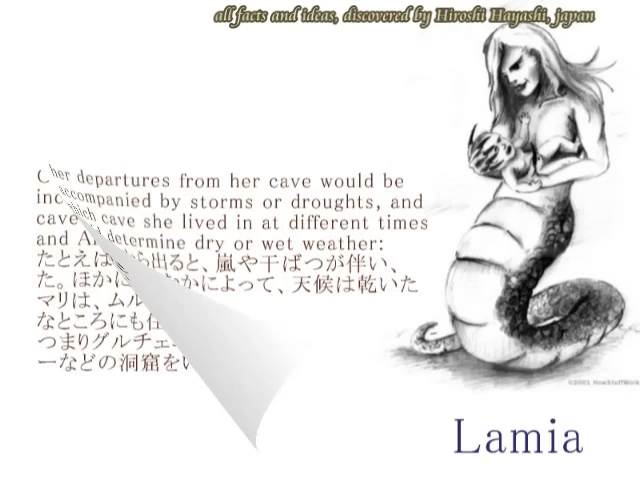 all facts and ideas, discovered by Hiroshi Hayashi, japan
her departures from her cave would be
accompanied by storms or droughts, and
cave she lived in at different times
and determine dry or wet weather:
たとえば ら出ると、嵐や干ばつが伴い、
た。ほかに かによって、天候は乾いた
マリは、ムル
なところにも住
つまりグルチェ
ーなどの洞窟をい
©2001 HowStuffWork
Lamia